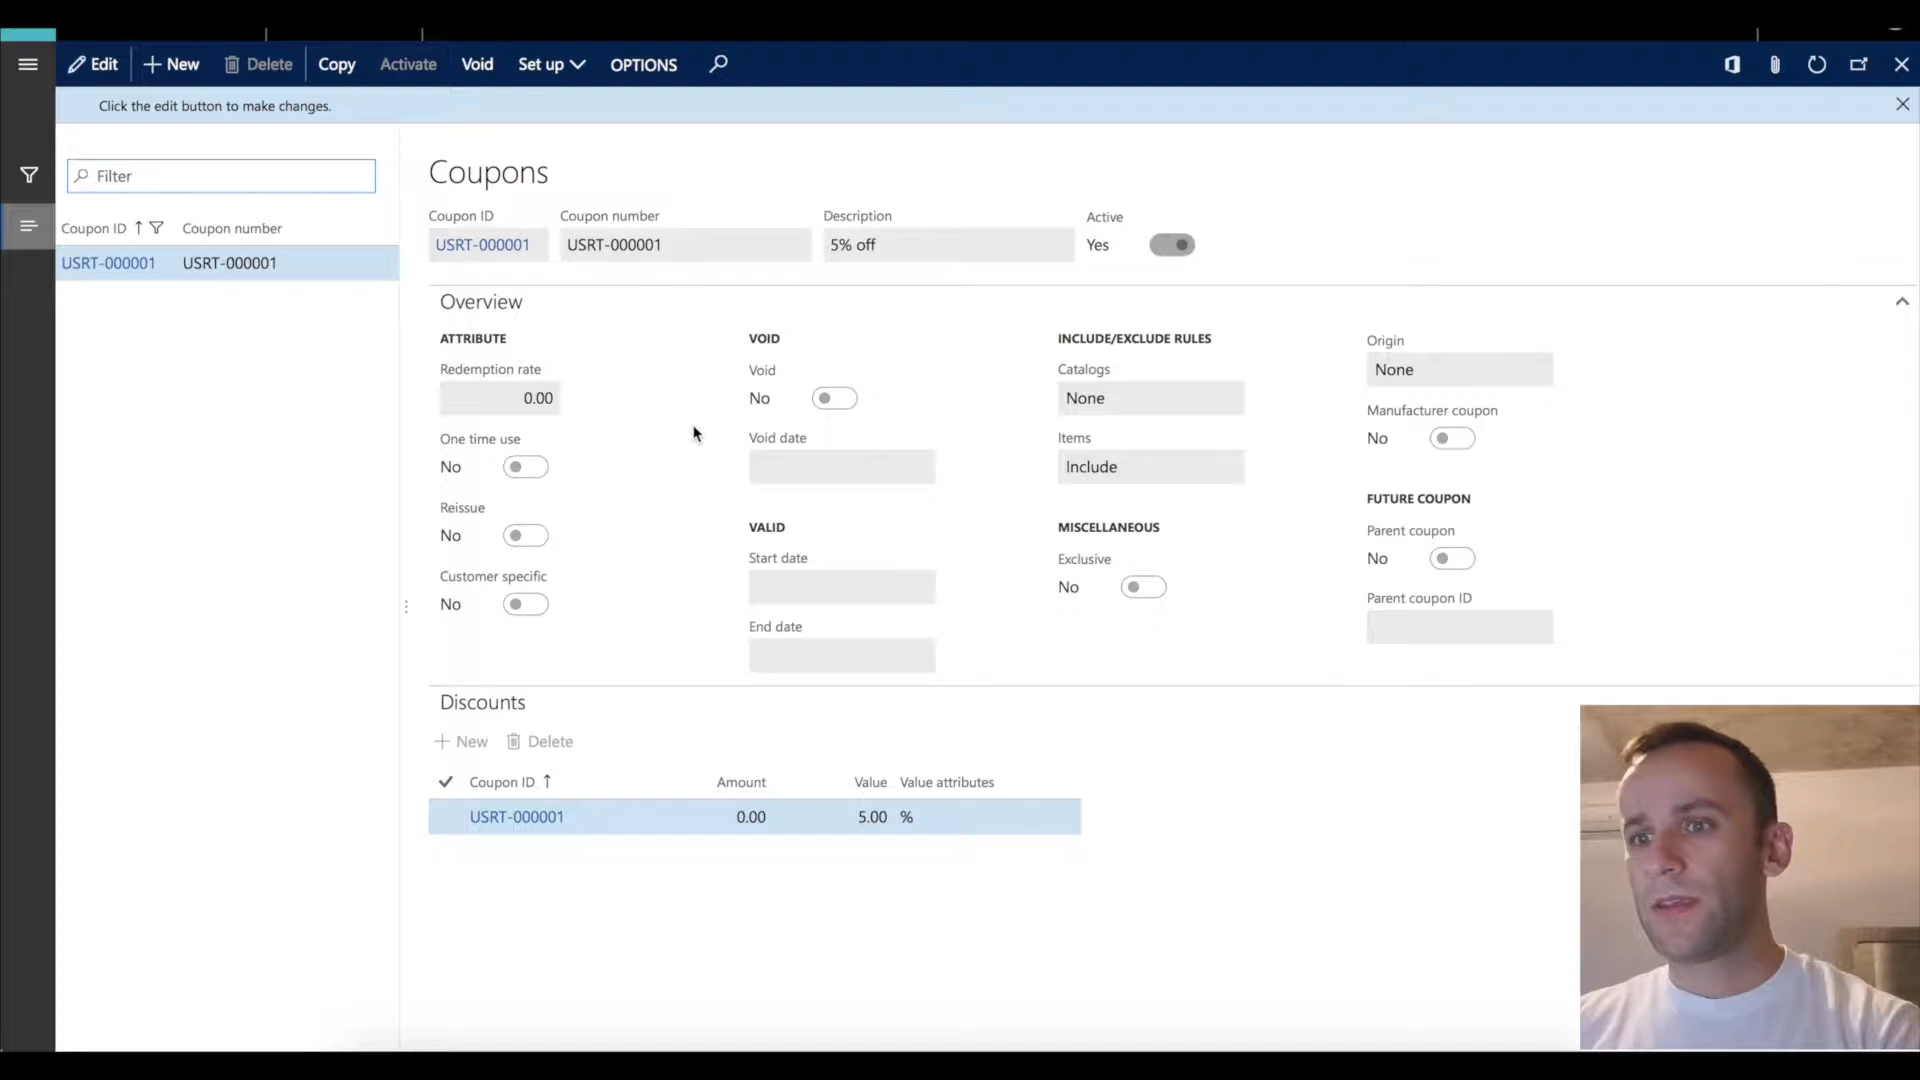 Edit New Delete Copy Activate Void Set up OPTIONS
Click the edit button to make changes.
Filter
Coupon ID Coupon number
USRT-000001 USRT-000001
Coupons
Coupon ID Coupon number Description Active
USRT-000001 USRT-000001 5% off Yes
Overview
ATTRIBUTE
Redemption rate
0.00
One time use
No
Reissue
No
Customer specific
No
VOID
Void
No
Void date
VALID
Start date
End date
INCLUDE/EXCLUDE RULES
Catalogs
None
Items
Include
MISCELLANEOUS
Exclusive
No
Origin
None
Manufacturer coupon
No
FUTURE COUPON
Parent coupon
No
Parent coupon ID
Discounts
New Delete
Coupon ID Amount Value Value attributes
USRT-000001 0.00 5.00 %